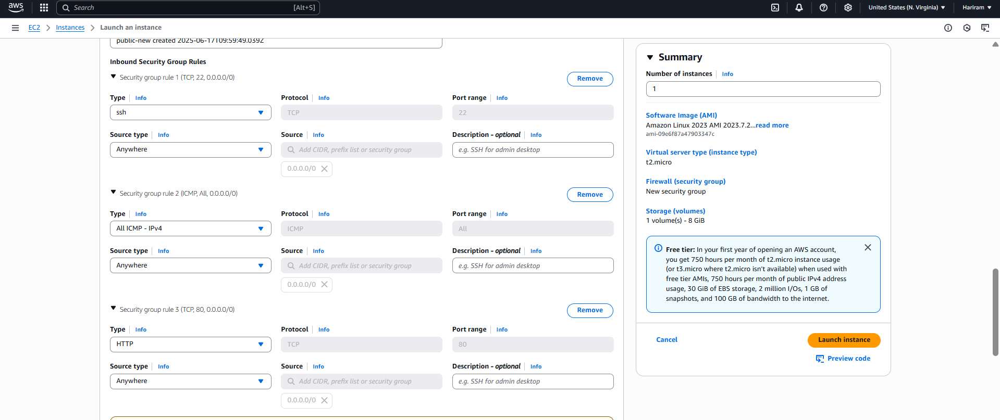 aws
Search [Alt+S]
United States (N. Virginia)
Hariram
EC2
Instances
Launch an instance
public-new created 2025-06-17T09:59:49.039Z
Inbound Security Group Rules
Security group rule 1 (TCP, 22, 0.0.0.0/0)
Remove
Type Info
Protocol Info
Port range Info
ssh
TCP
22
Source type Info
Source Info
Description - optional Info
Anywhere
Add CIDR, prefix list or security group
e.g. SSH for admin desktop
0.0.0.0/0
Security group rule 2 (ICMP, All, 0.0.0.0/0)
Remove
Type Info
Protocol Info
Port range Info
All ICMP - IPv4
ICMP
All
Source type Info
Source Info
Description - optional Info
Anywhere
Add CIDR, prefix list or security group
e.g. SSH for admin desktop
0.0.0.0/0
Security group rule 3 (TCP, 80, 0.0.0.0/0)
Remove
Type Info
Protocol Info
Port range Info
HTTP
TCP
80
Source type Info
Source Info
Description - optional Info
Anywhere
Add CIDR, prefix list or security group
e.g. SSH for admin desktop
0.0.0.0/0
Summary
Number of instances Info
1
Software Image (AMI)
Amazon Linux 2023 AMI 2023.7.2...read more
ami-09e6f87a47903347c
Virtual server type (instance type)
t2.micro
Firewall (security group)
New security group
Storage (volumes)
1 volume(s) - 8 GiB
Free tier: In your first year of opening an AWS account,
you get 750 hours per month of t2.micro instance usage
(or t3.micro where t2.micro isn't available) when used with
free tier AMIs, 750 hours per month of public IPv4 address
usage, 30 GiB of EBS storage, 2 million I/Os, 1 GB of
snapshots, and 100 GB of bandwidth to the internet.
Cancel
Launch instance
Preview code